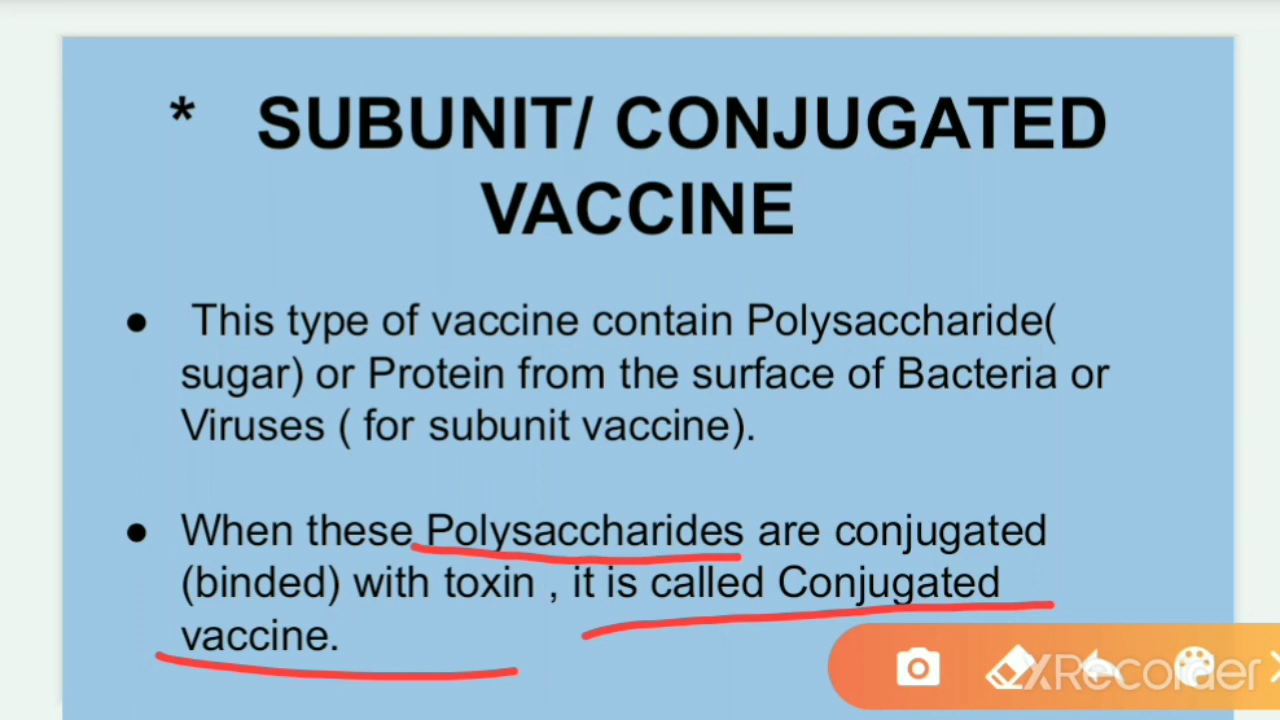 * SUBUNIT/ CONJUGATED
VACCINE
● This type of vaccine contain Polysaccharide(
sugar) or Protein from the surface of Bacteria or
Viruses ( for subunit vaccine).
● When these Polysaccharides are conjugated
(binded) with toxin , it is called Conjugated
vaccine.
XRecorder